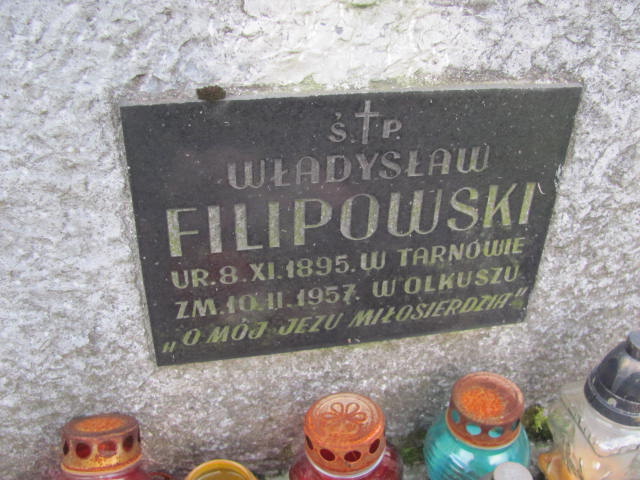 Ś.†P.
WŁADYSŁAW
FILIPOWSKI
UR. 8. XI. 1895. W TARNOWIE
ZM. 10. II. 1957. W OLKUSZU
„O MÓJ JEZU MIŁOSIERDZIA"